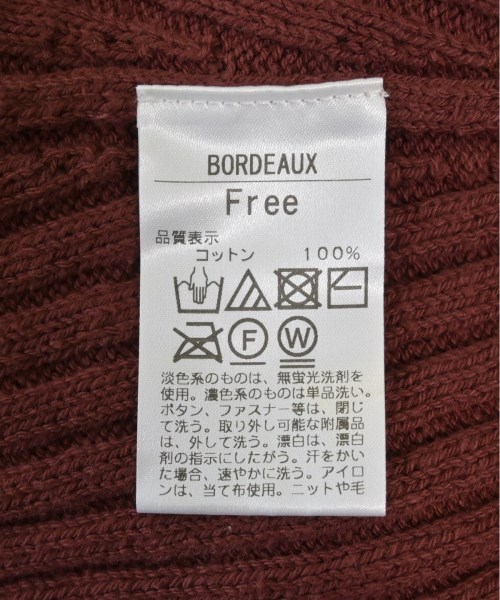 BORDEAUX
Free
品質表示
コットン 100%
F W
淡色系のものは、無蛍光洗剤を
使用。濃色系のものは単品洗い。
ボタン、ファスナー等は、閉じ
て洗う。取り外し可能な附属品
は、外して洗う。漂白は、漂白
剤の指示にしたがう。汗をかい
た場合、速やかに洗う。アイロ
ンは、当て布使用。ニットや毛